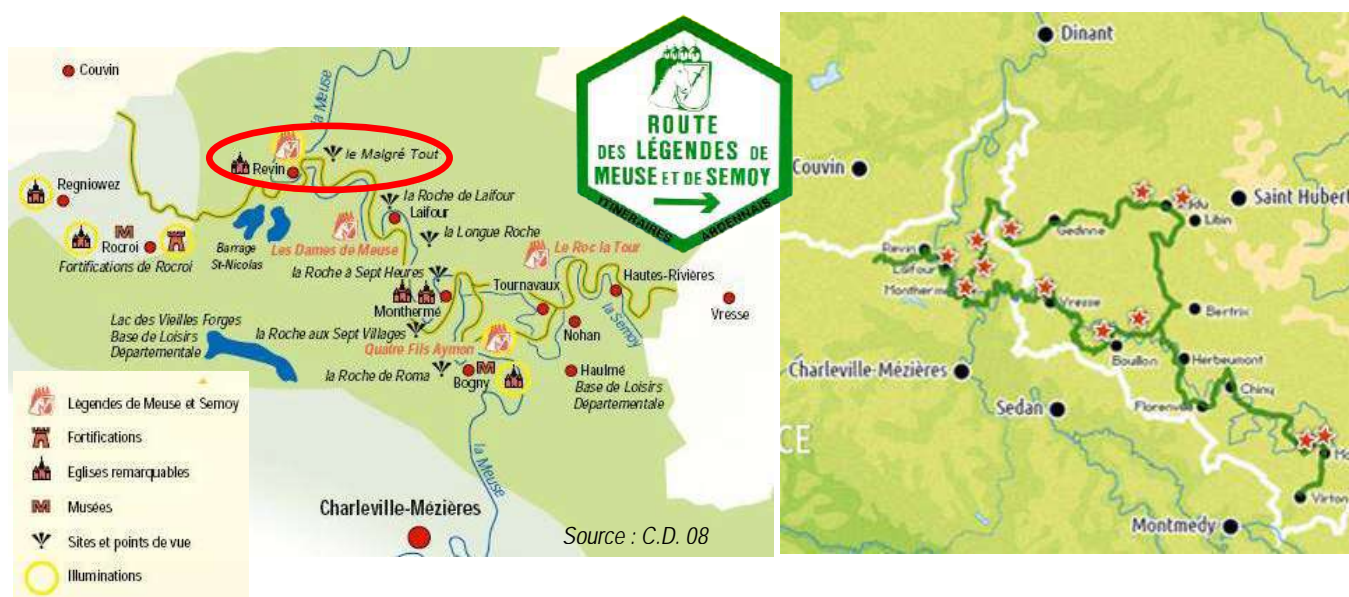 Couvin
la Meuse
le Malgré Tout
Revin
Regniowez
la Roche de Laifour
Laifour
Rocroi
Fortifications de Rocroi
Barrage
St-Nicolas
Les Dames de Meuse
la Longue Roche
Le Roc la Tour
la Roche à Sept Heures
Tournavaux
Hautes-Rivières
Monthermé
Vresse
la Semoy
Lac des Vieilles Forges
Base de Loisirs
Départementale
la Roche aux Sept Villages
Nohan
Quatre Fils Aymon
la Roche de Roma
Bogny
Haulmé
Base de Loisirs
Départementale
la Meuse
Charleville-Mézières
Source : C.D. 08
Légendes de Meuse et Semoy
Fortifications
Eglises remarquables
M
Musées
Sites et points de vue
Illuminations
ROUTE
DES LÉGENDES DE
MEUSE ET DE SEMOY
ITINERAIRES ARDENNAIS
Dinant
Couvin
Saint Hubert
Libin
Gedinne
Revin
Laifour
Vresse
Bertrix
Bouillon
Herbeumont
Charleville-Mézières
Chiny
Sedan
CE
Virton
Montmedy